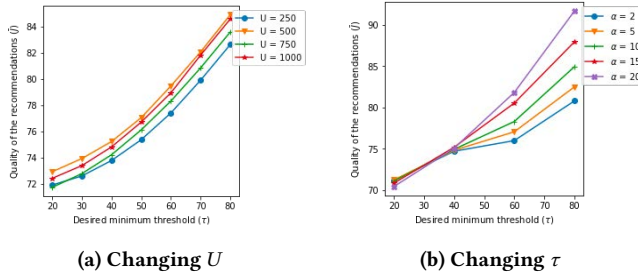 84
82
80
78
76
74
72
20 30 40 50 60 70 80
Quality of the recommendations (j̄)
Desired minimum threshold (τ)
U = 250
U = 500
U = 750
U = 1000
(a) Changing U
90
85
80
75
70
20 30 40 50 60 70 80
Quality of the recommendations (j̄)
Desired minimum threshold (τ)
α = 2
α = 5
α = 10
α = 15
α = 20
(b) Changing τ